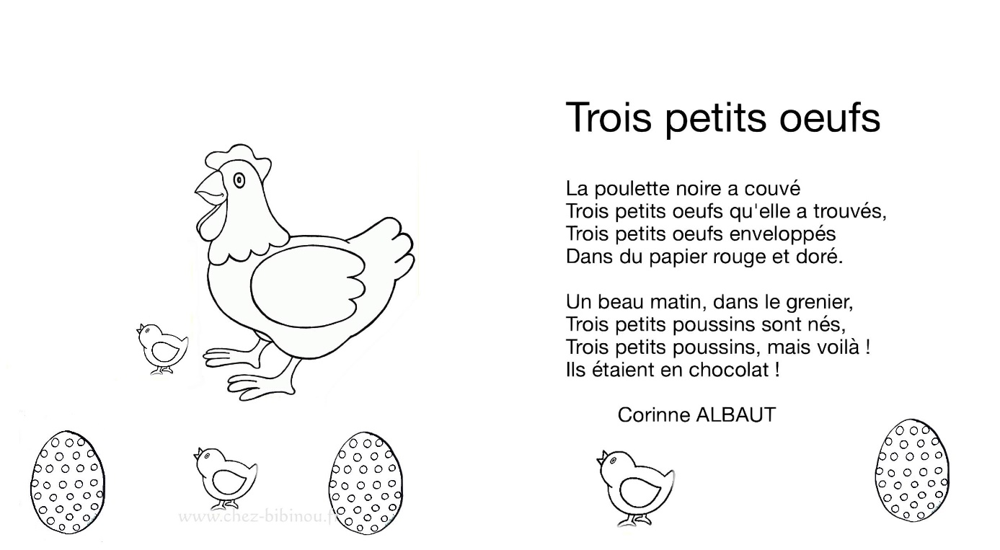 Trois petits oeufs
La poulette noire a couvé
Trois petits oeufs qu'elle a trouvés,
Trois petits oeufs enveloppés
Dans du papier rouge et doré.
Un beau matin, dans le grenier,
Trois petits poussins sont nés,
Trois petits poussins, mais voilà !
Ils étaient en chocolat !
Corinne ALBAUT
www.chez-bibinou.fr